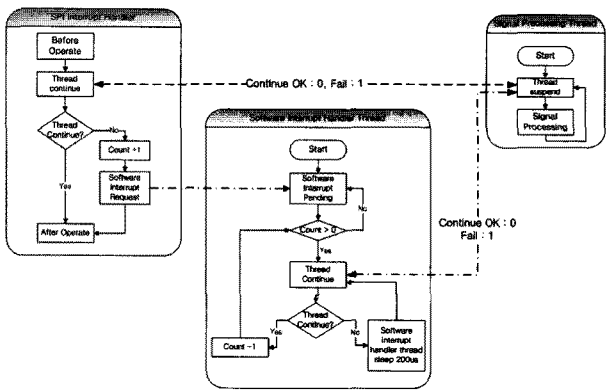 SPI Interrupt Handler
Before
Operate
Thread
continue
Thread
Continue?
No
Count +1
Yes
Software
Interrupt
Request
After Operate
Continue OK : 0, Fail : 1
Signal Processing Thread
Start
Thread
suspend
Signal
Processing
Continue OK : 0
Fail : 1
Software Interrupt Handler Thread
Start
Software
Interrupt
Pending
No
Count > 0
Yes
Thread
Continue
Thread
Continue?
Yes
No
Count -1
Software
interrupt
handler thread
sleep 200us